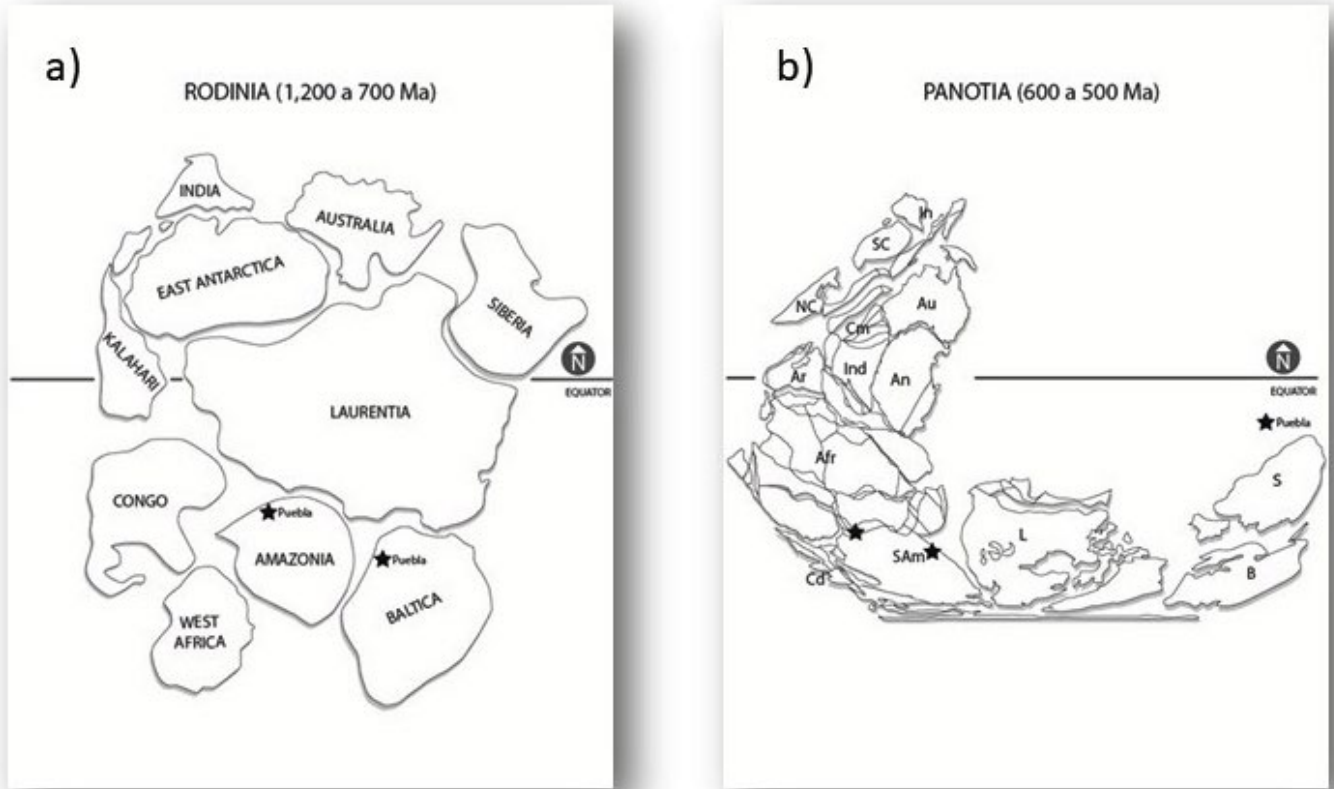 a)
RODINIA (1,200 a 700 Ma)
INDIA
AUSTRALIA
EAST ANTARCTICA
SIBERIA
KALAHARI
N
EQUATOR
LAURENTIA
CONGO
Puebla
AMAZONIA
Puebla
BALTICA
WEST
AFRICA
b)
PANOTIA (600 a 500 Ma)
In
SC
NC
Au
Cm
N
Ind
Ar
An
EQUATOR
Puebla
Afr
S
L
SAm
Cd
B